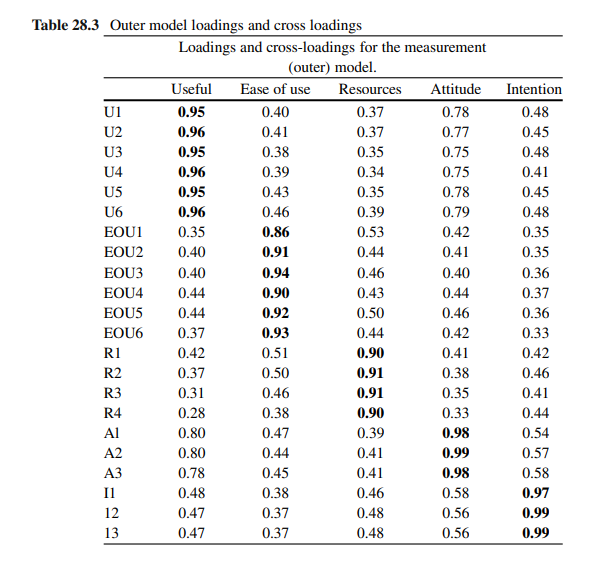 Table 28.3 Outer model loadings and cross loadings
Loadings and cross-loadings for the measurement
(outer) model.
Useful Ease of use Resources Attitude Intention
U1 0.95 0.40 0.37 0.78 0.48
U2 0.96 0.41 0.37 0.77 0.45
U3 0.95 0.38 0.35 0.75 0.48
U4 0.96 0.39 0.34 0.75 0.41
U5 0.95 0.43 0.35 0.78 0.45
U6 0.96 0.46 0.39 0.79 0.48
EOU1 0.35 0.86 0.53 0.42 0.35
EOU2 0.40 0.91 0.44 0.41 0.35
EOU3 0.40 0.94 0.46 0.40 0.36
EOU4 0.44 0.90 0.43 0.44 0.37
EOU5 0.44 0.92 0.50 0.46 0.36
EOU6 0.37 0.93 0.44 0.42 0.33
R1 0.42 0.51 0.90 0.41 0.42
R2 0.37 0.50 0.91 0.38 0.46
R3 0.31 0.46 0.91 0.35 0.41
R4 0.28 0.38 0.90 0.33 0.44
A1 0.80 0.47 0.39 0.98 0.54
A2 0.80 0.44 0.41 0.99 0.57
A3 0.78 0.45 0.41 0.98 0.58
I1 0.48 0.38 0.46 0.58 0.97
12 0.47 0.37 0.48 0.56 0.99
13 0.47 0.37 0.48 0.56 0.99